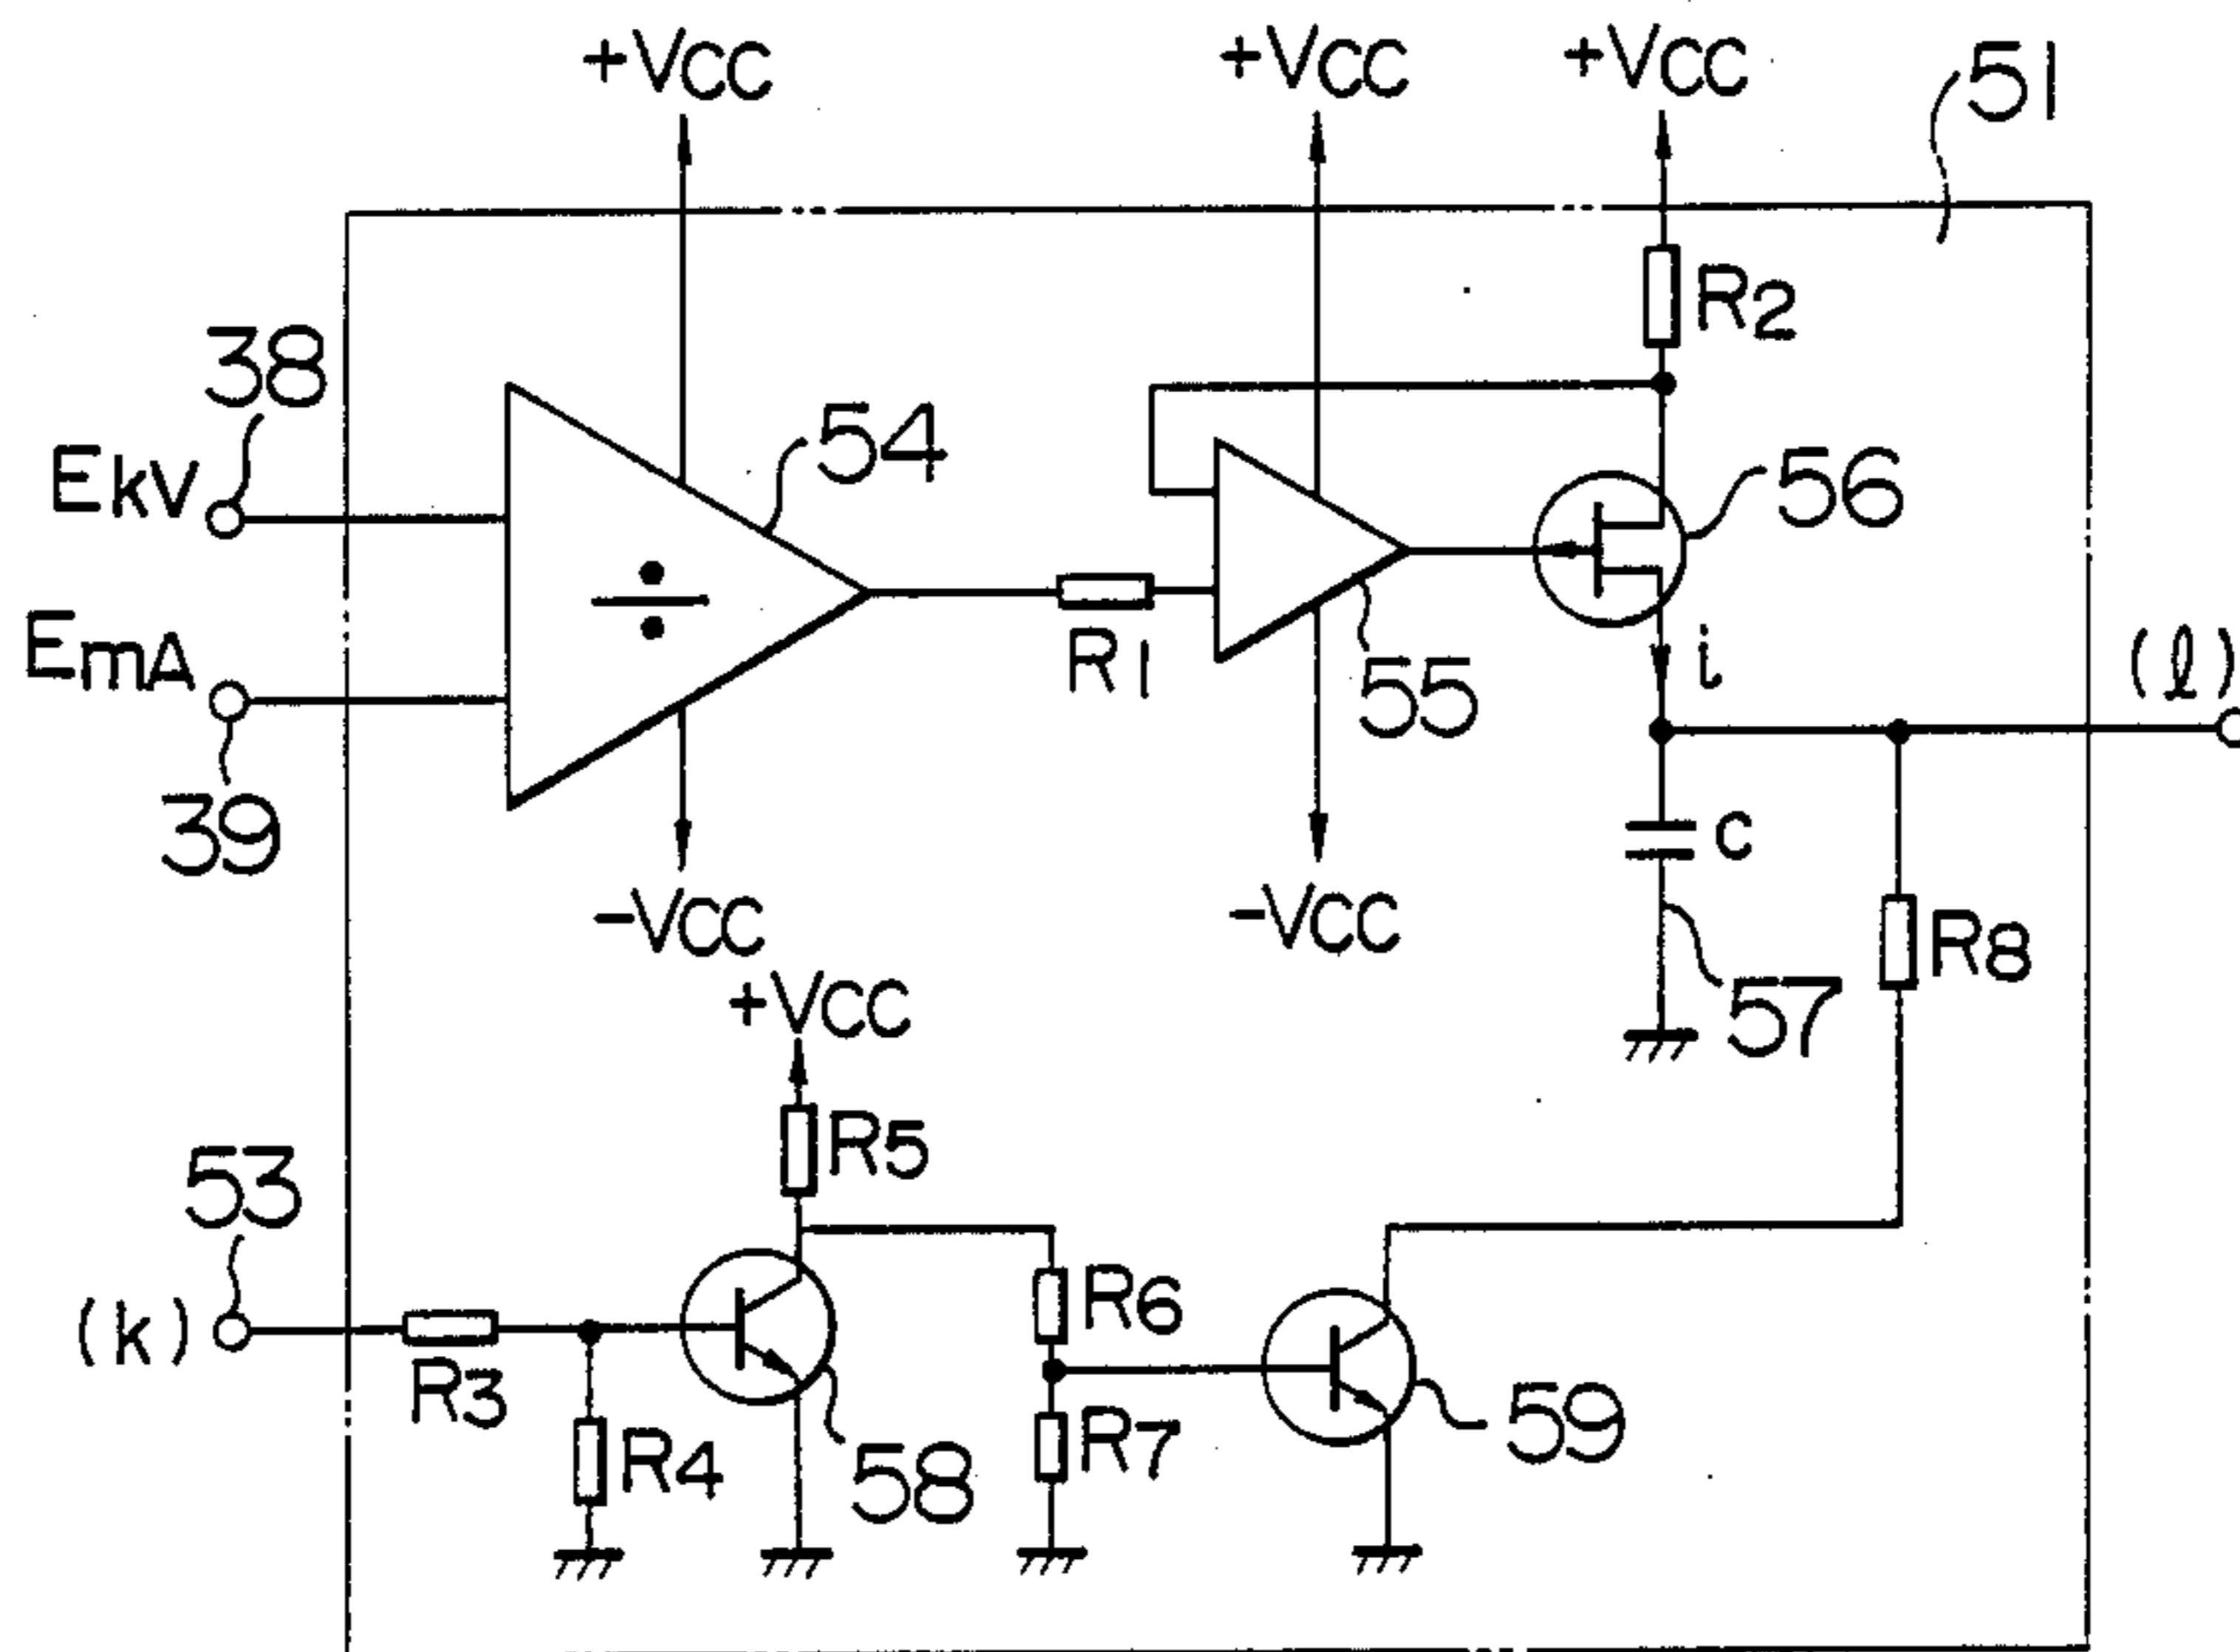 +VCC +VCC +VCC 51
R2
38
EkV 54 56
÷
EmA R1 55 i (ℓ)
39 C
-VCC -VCC R8
+VCC 57
R5
53
(k) R3 R6
R4 58 R7 59